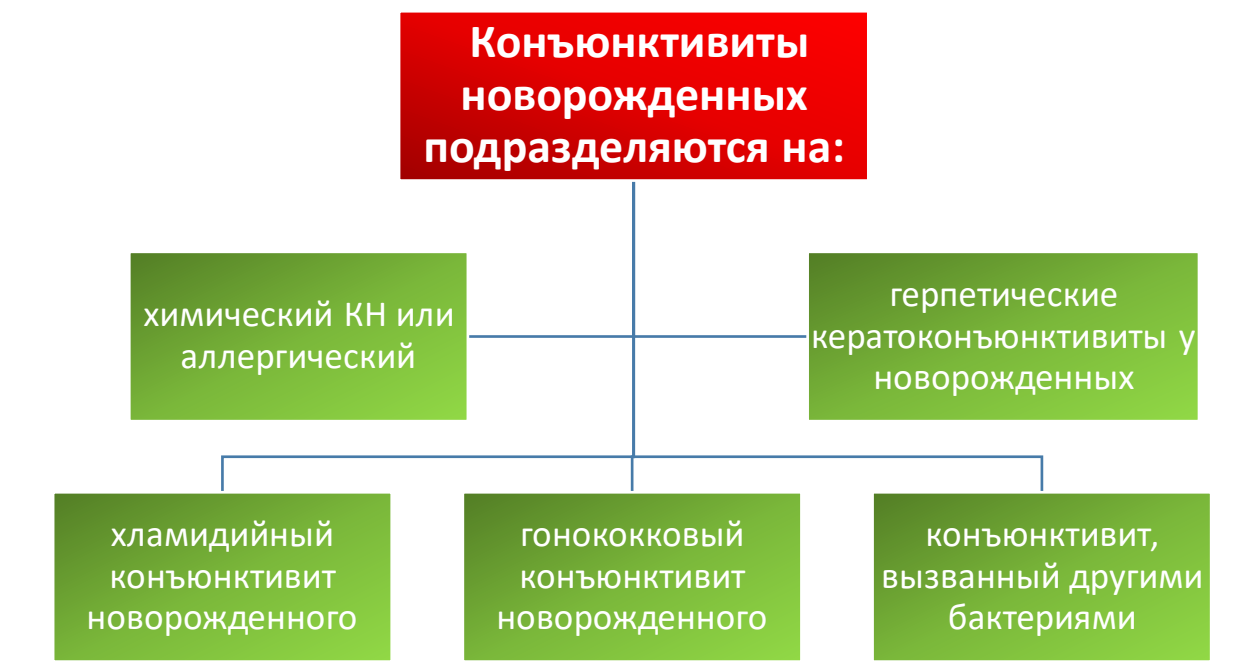 Конъюнктивиты
новорожденных
подразделяются на:
химический КН или
аллергический
герпетические
кератоконъюнктивиты у
новорожденных
хламидийный
конъюнктивит
новорожденного
гонококковый
конъюнктивит
новорожденного
конъюнктивит,
вызванный другими
бактериями